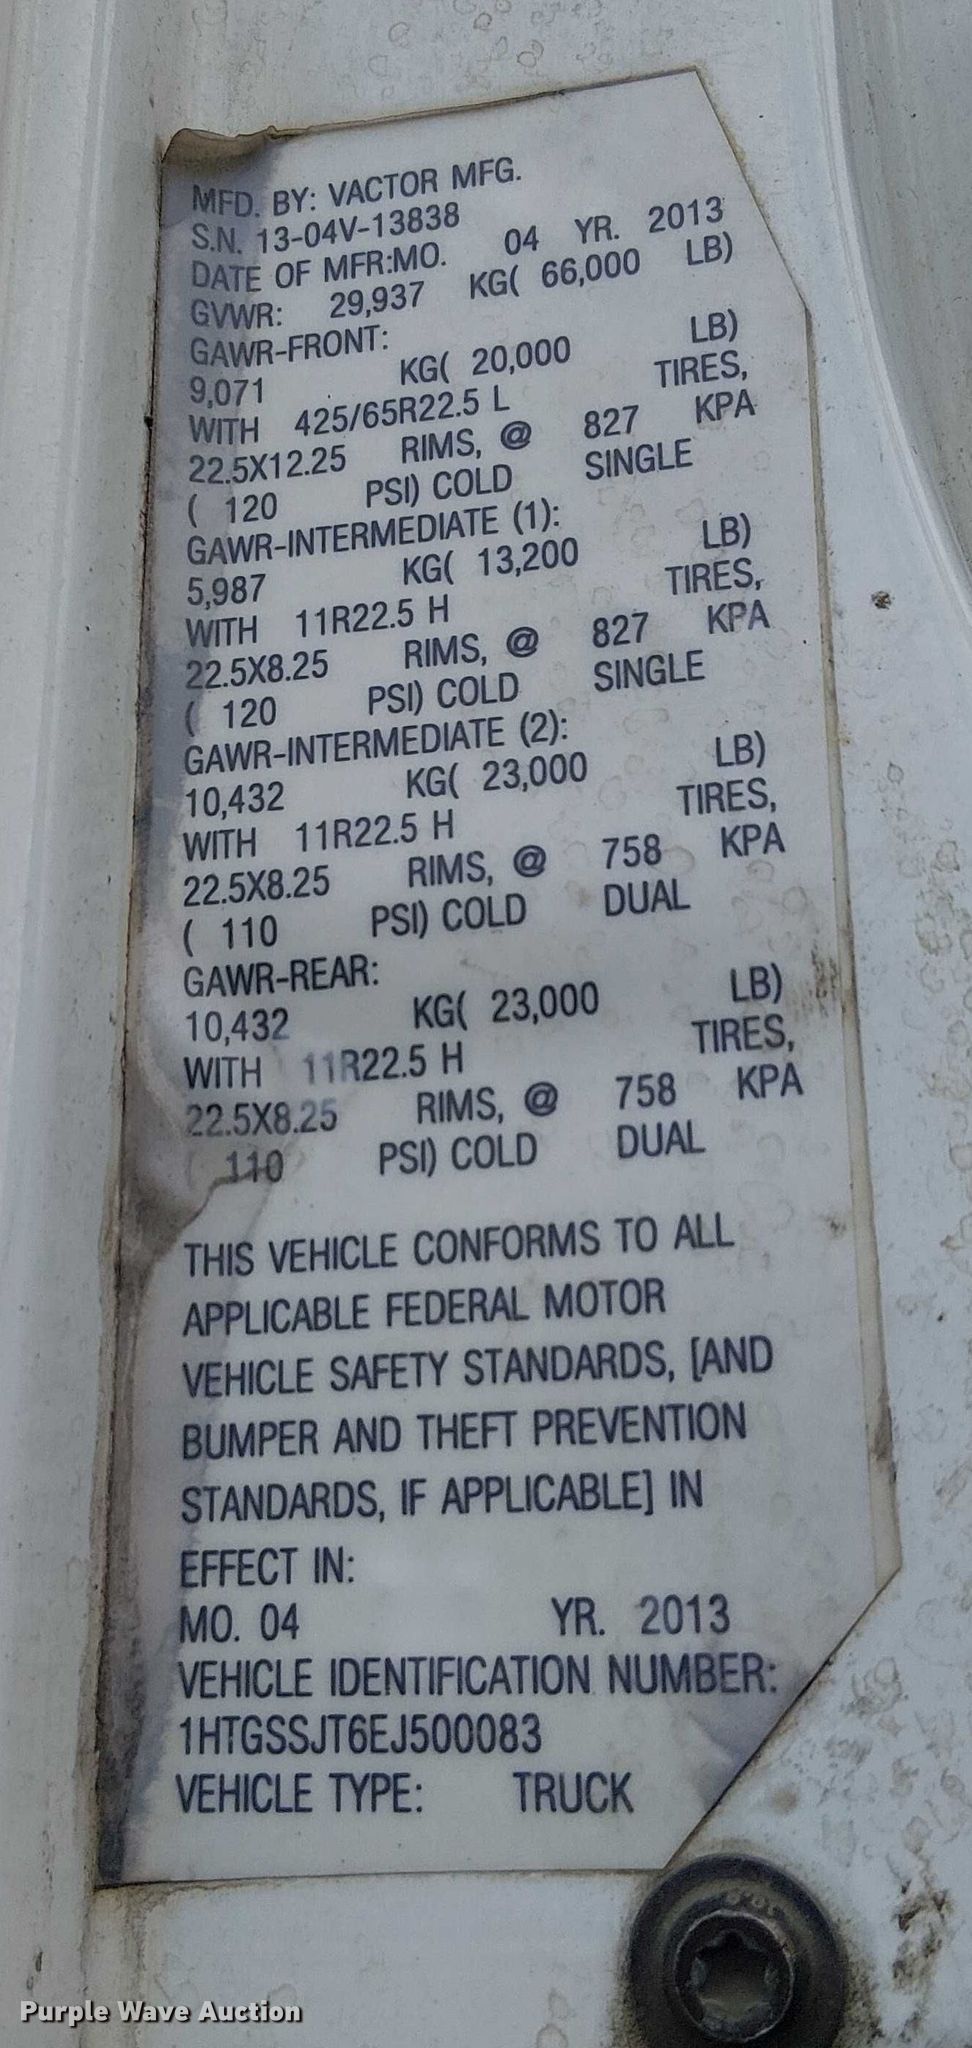 MFD. BY: VACTOR MFG.
S.N. 13-04V-13838
DATE OF MFR:MO. 04 YR. 2013
GVWR: 29,937 KG( 66,000 LB)
GAWR-FRONT:
9,071 KG( 20,000 LB)
WITH 425/65R22.5 L TIRES,
22.5X12.25 RIMS, @ 827 KPA
( 120 PSI) COLD SINGLE
GAWR-INTERMEDIATE (1):
5,987 KG( 13,200 LB)
WITH 11R22.5 H TIRES,
22.5X8.25 RIMS, @ 827 KPA
( 120 PSI) COLD SINGLE
GAWR-INTERMEDIATE (2):
10,432 KG( 23,000 LB)
WITH 11R22.5 H TIRES,
22.5X8.25 RIMS, @ 758 KPA
( 110 PSI) COLD DUAL
GAWR-REAR:
10,432 KG( 23,000 LB)
WITH 11R22.5 H TIRES,
22.5X8.25 RIMS, @ 758 KPA
( 110 PSI) COLD DUAL
THIS VEHICLE CONFORMS TO ALL
APPLICABLE FEDERAL MOTOR
VEHICLE SAFETY STANDARDS, [AND
BUMPER AND THEFT PREVENTION
STANDARDS, IF APPLICABLE] IN
EFFECT IN:
MO. 04 YR. 2013
VEHICLE IDENTIFICATION NUMBER:
1HTGSSJT6EJ500083
VEHICLE TYPE: TRUCK
Purple Wave Auction